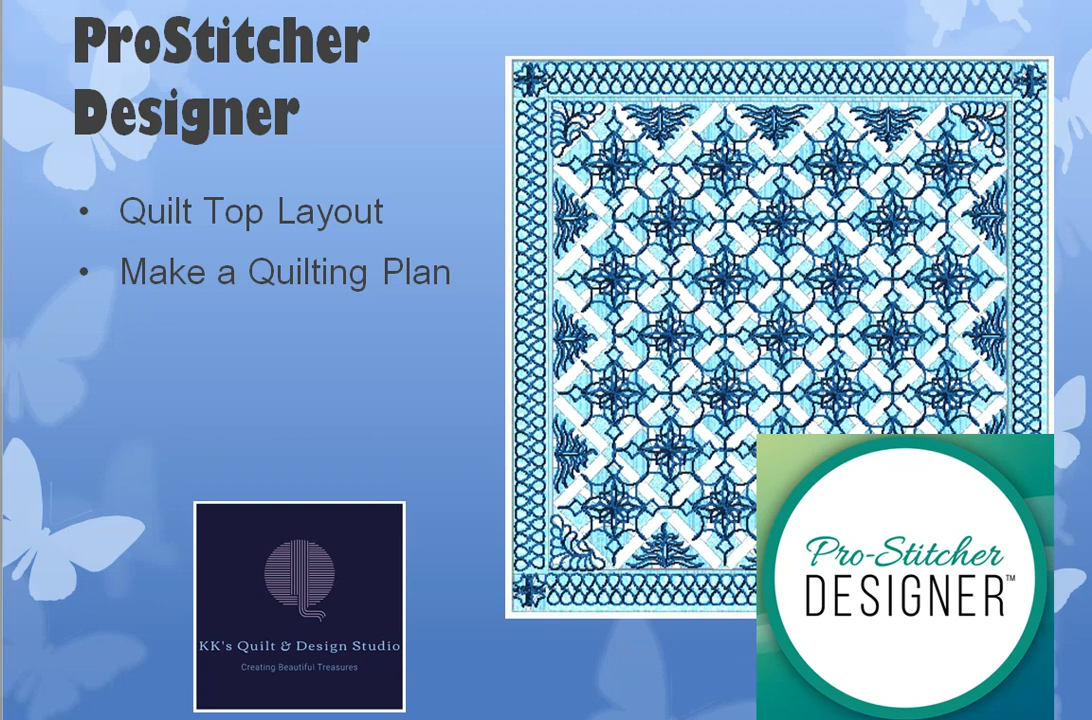 ProStitcher
Designer
• Quilt Top Layout
• Make a Quilting Plan
KK's Quilt & Design Studio
Creating Beautiful Treasures
Pro-Stitcher
DESIGNER™